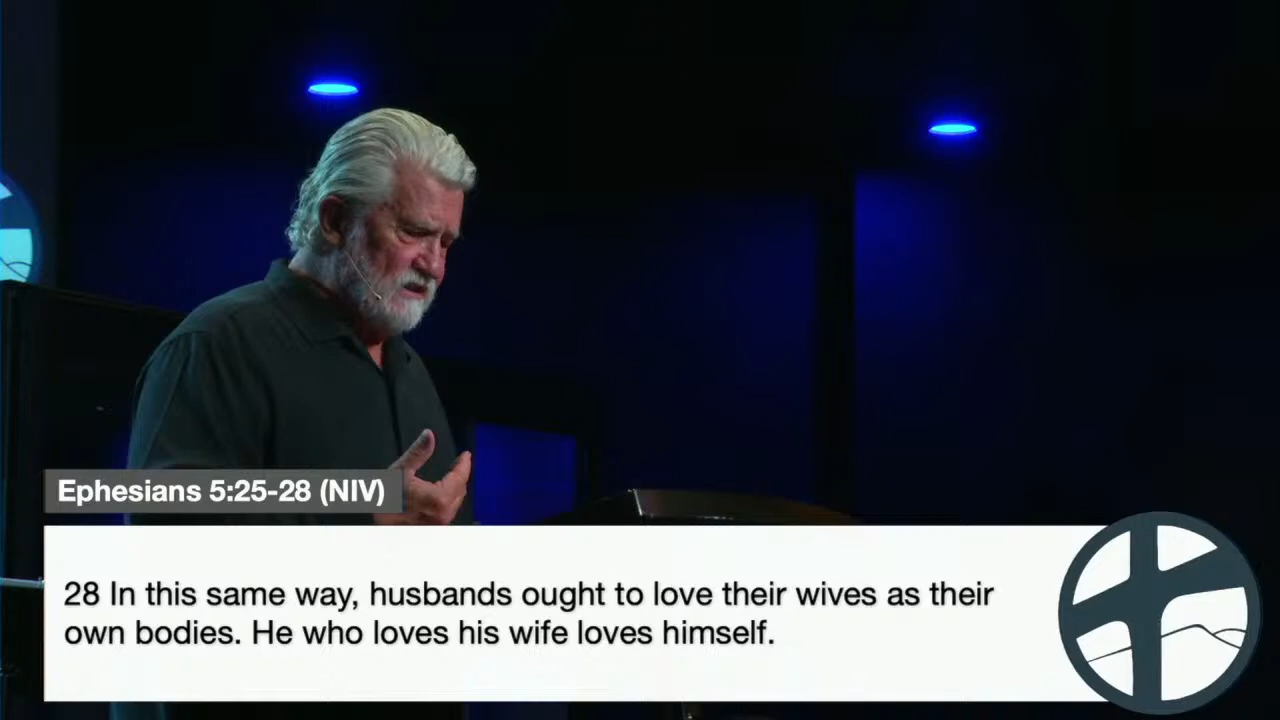 Ephesians 5:25-28 (NIV)
28 In this same way, husbands ought to love their wives as their
own bodies. He who loves his wife loves himself.